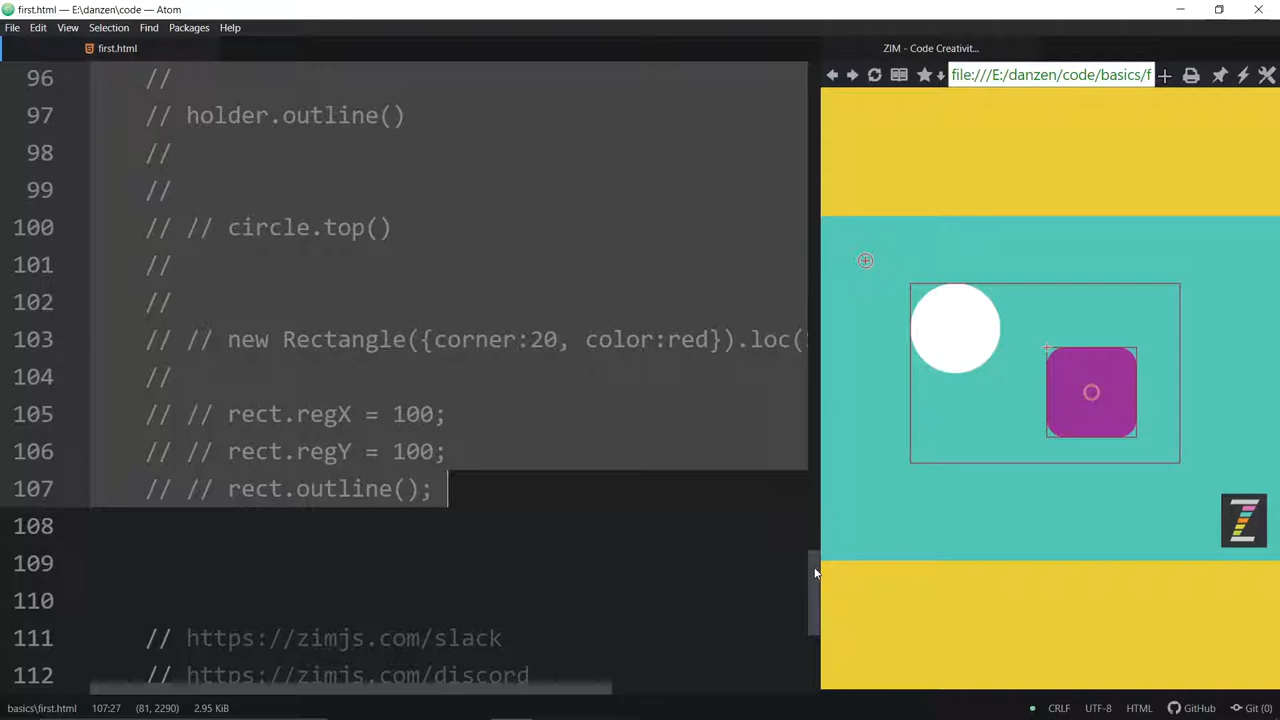 first.html — E:\danzen\code — Atom
File Edit View Selection Find Packages Help
first.html
ZIM - Code Creativit...
file:///E:/danzen/code/basics/f
96 //
97 // holder.outline()
98 //
99 //
100 // // circle.top()
101 //
102 //
103 // // new Rectangle({corner:20, color:red}).loc(
104 //
105 // // rect.regX = 100;
106 // // rect.regY = 100;
107 // // rect.outline();
108
109
110
111 // https://zimjs.com/slack
112 // https://zimjs.com/discord
basics\first.html 107:27 (81, 2290) 2.95 KiB
CRLF UTF-8 HTML GitHub Git (0)